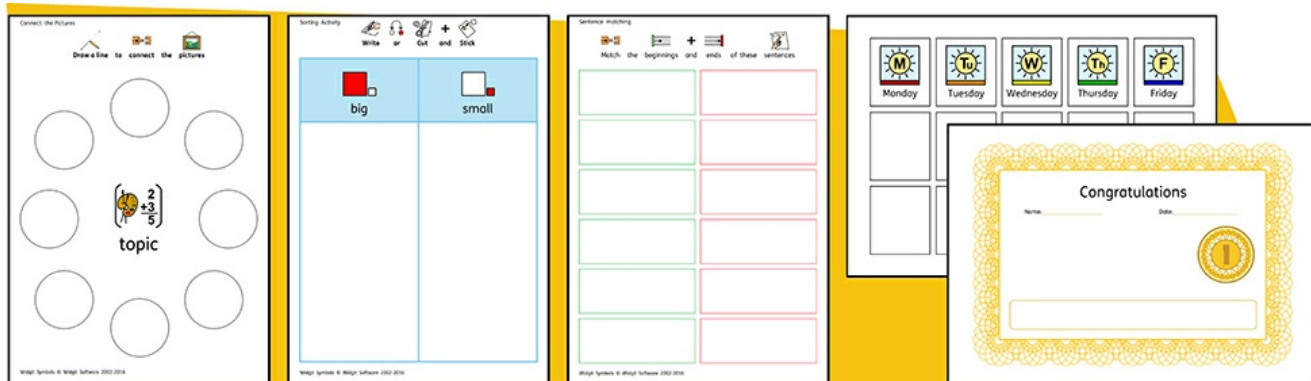 Connect the Pictures
Draw a line to connect the pictures
2
+3
5
topic
Widgit Symbols © Widgit Software 2002-2016
Sorting Activity
Write or Cut and Stick
big small
Widgit Symbols © Widgit Software 2002-2016
Sentence matching
Match the beginnings and ends of these sentences
Widgit Symbols © Widgit Software 2002-2016
M Tu W Th F
Monday Tuesday Wednesday Thursday Friday
Congratulations
Name: Date:
1